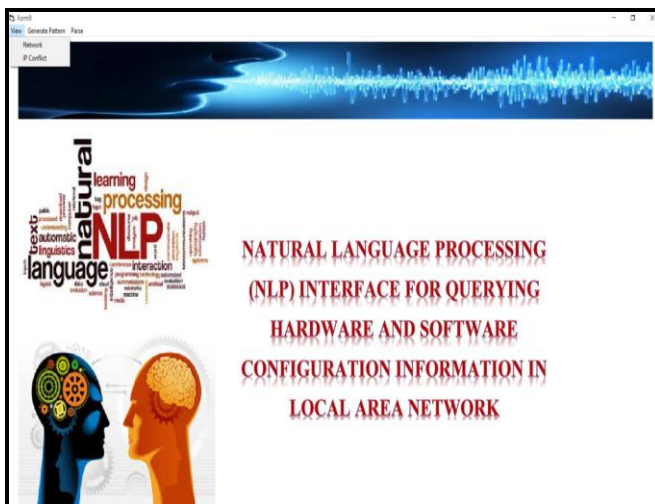 Form9
View Generate Pattern Parse
Network
IP Conflict
natural
learning
processing
text
automatic
linguistics
NLP
language
interaction
NATURAL LANGUAGE PROCESSING
(NLP) INTERFACE FOR QUERYING
HARDWARE AND SOFTWARE
CONFIGURATION INFORMATION IN
LOCAL AREA NETWORK